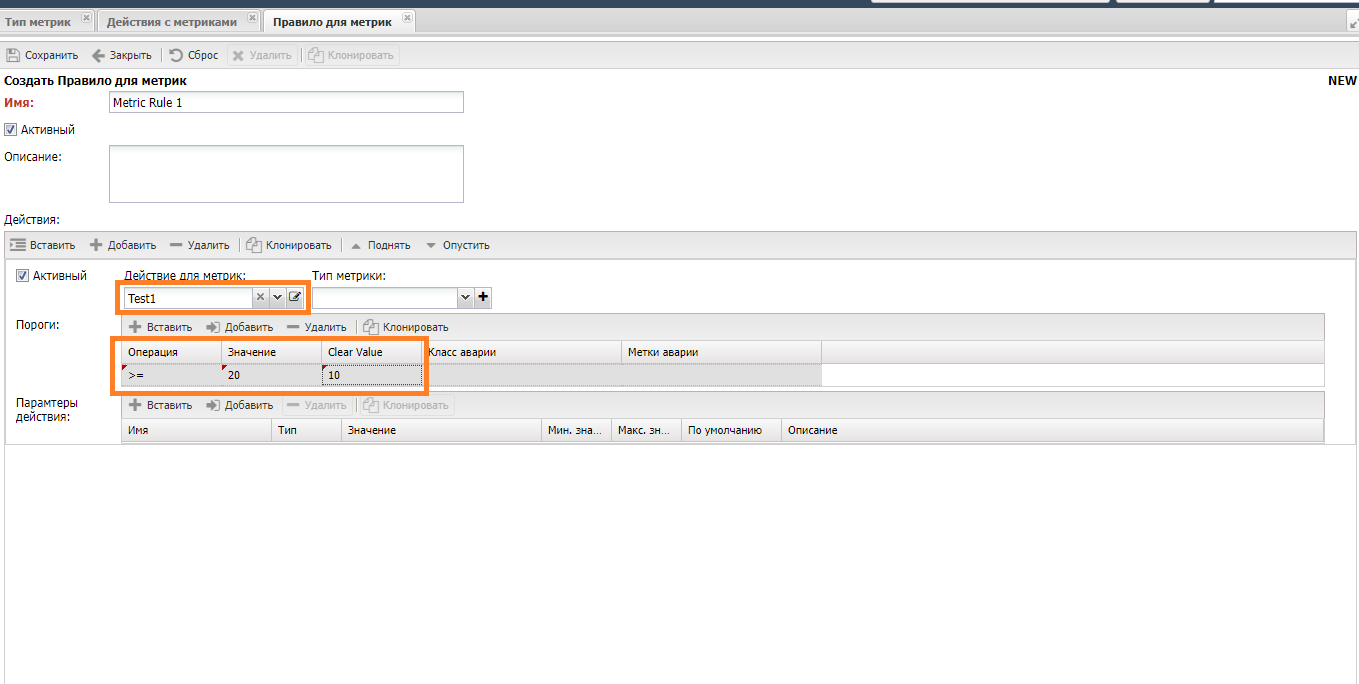 Тип метрик Действия с метриками Правило для метрик
Сохранить Закрыть Сброс Удалить Клонировать
Создать Правило для метрик NEW
Имя: Metric Rule 1
Активный
Описание:
Действия:
Вставить Добавить Удалить Клонировать Поднять Опустить
Активный Действие для метрик: Тип метрики:
Test1
Пороги: Вставить Добавить Удалить Клонировать
Операция Значение Clear Value Класс аварии Метки аварии
>= 20 10
Парамтеры действия: Вставить Добавить Удалить Клонировать
Имя Тип Значение Мин. зна... Макс. зн... По умолчанию Описание